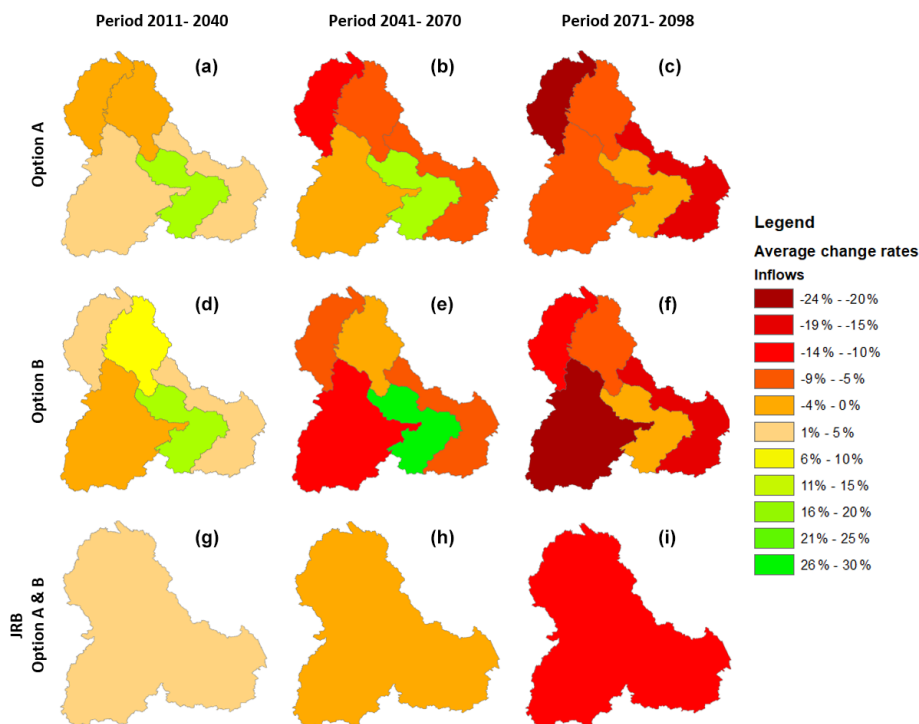 Period 2011- 2040
Period 2041- 2070
Period 2071- 2098
Option A
(a)
(b)
(c)
Option B
(d)
(e)
(f)
JRB
Option A & B
(g)
(h)
(i)
Legend
Average change rates
Inflows
-24% - -20%
-19% - -15%
-14% - -10%
-9% - -5%
-4% - 0%
1% - 5%
6% - 10%
11% - 15%
16% - 20%
21% - 25%
26% - 30%